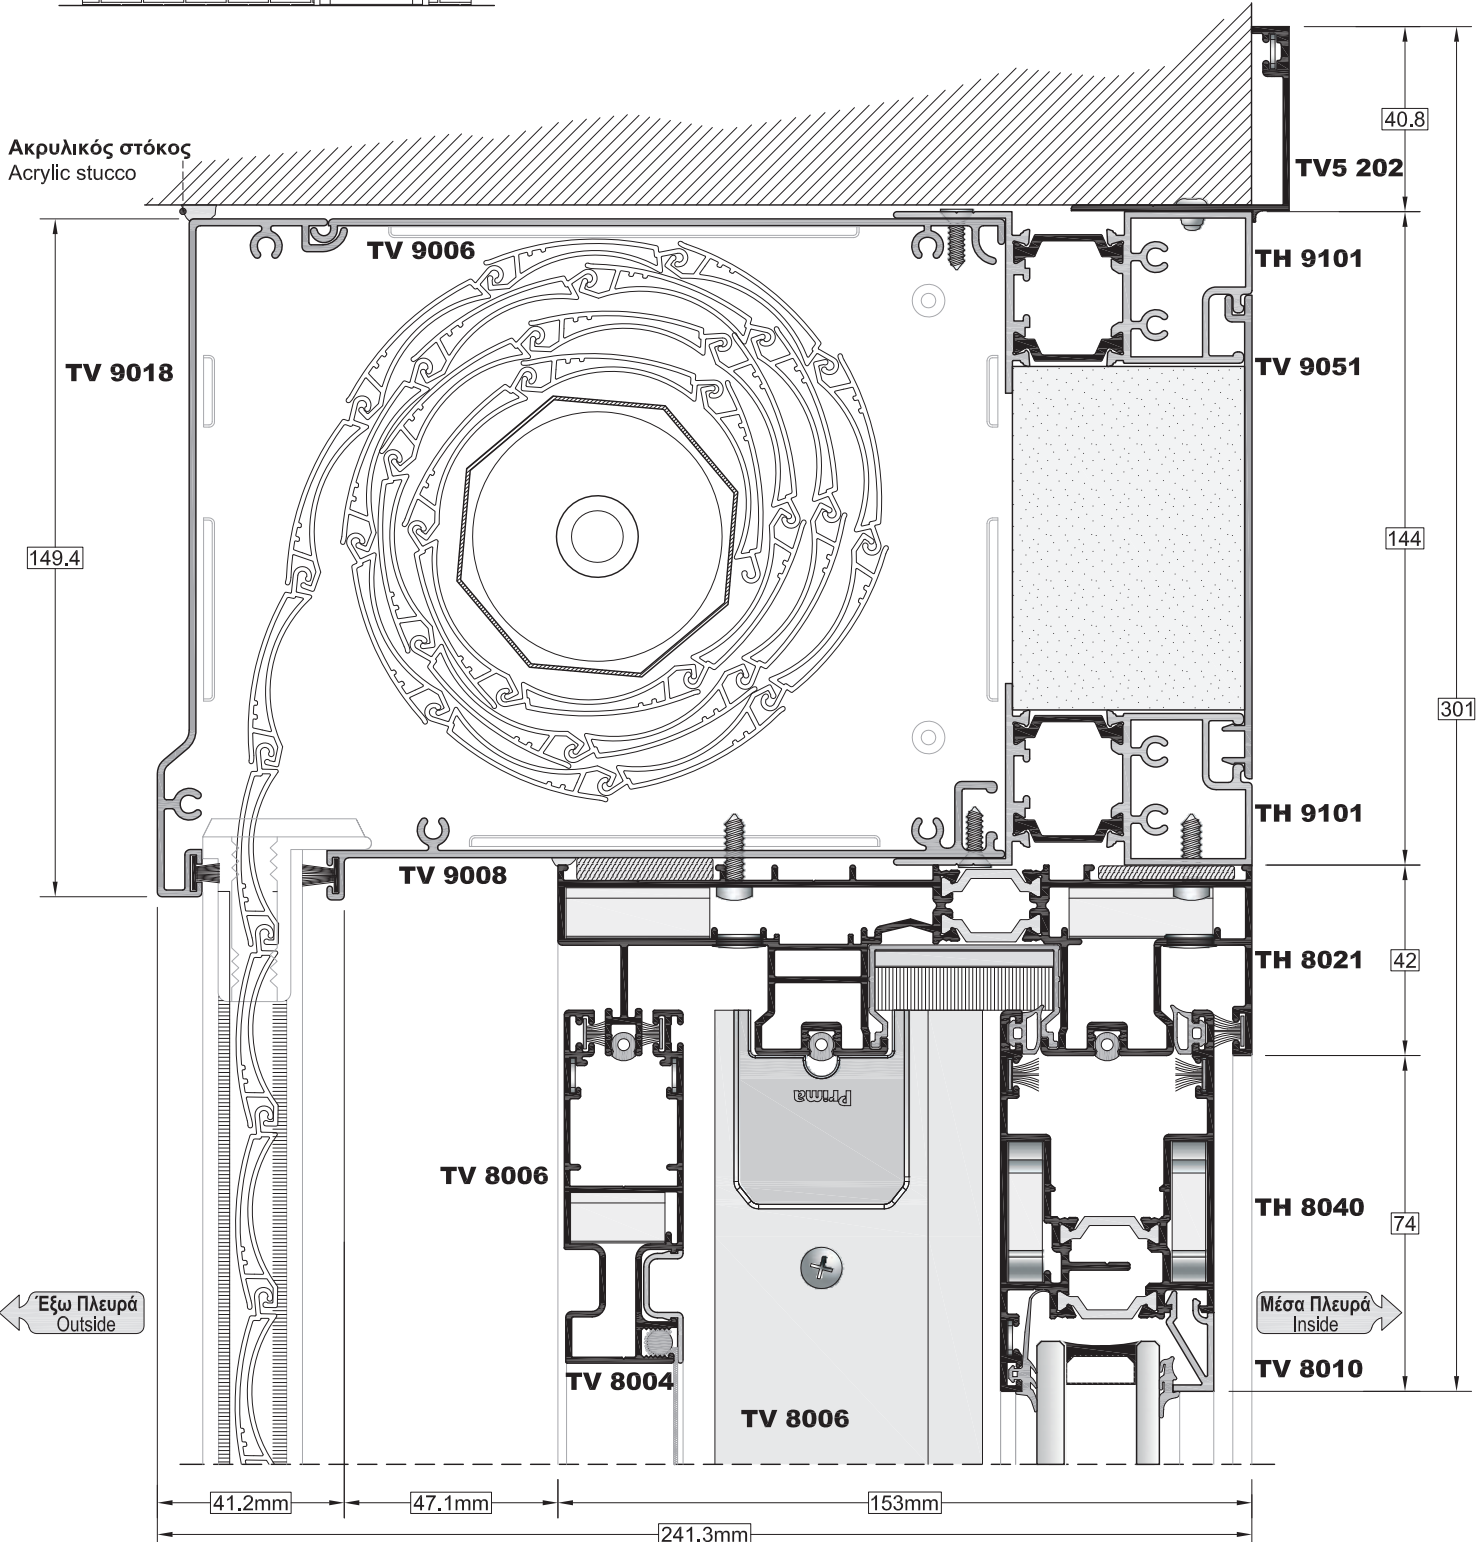 40.8
Ακρυλικός στόκος
Acrylic stucco
TV5 202
TV 9006
TH 9101
TV 9018
TV 9051
149.4
144
301
TH 9101
TV 9008
TH 8021
42
Prima
TV 8006
TH 8040
74
Έξω Πλευρά
Outside
Μέσα Πλευρά
Inside
TV 8010
TV 8004
TV 8006
41.2mm
47.1mm
153mm
241.3mm